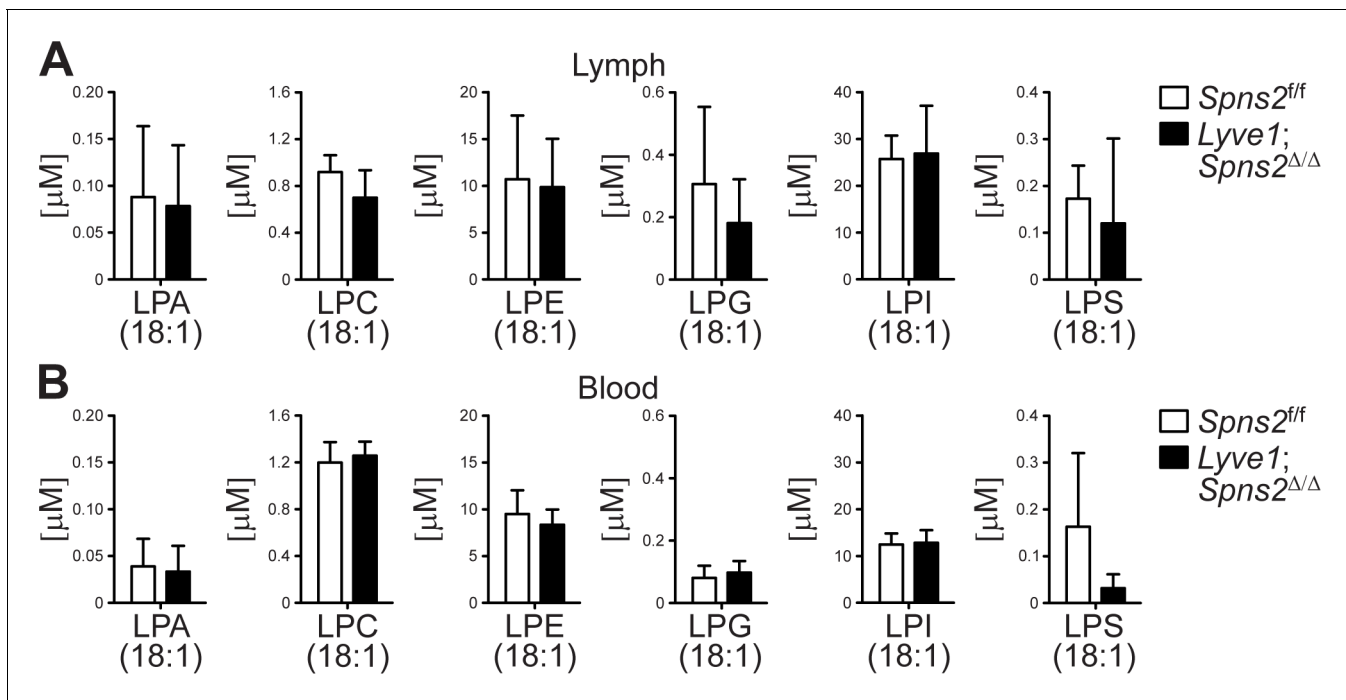 A
Lymph
0.20
0.15
0.10
0.05
0
[µM]
LPA
(18:1)
1.6
1.2
0.8
0.4
0
[µM]
LPC
(18:1)
20
15
10
5
0
[µM]
LPE
(18:1)
0.6
0.4
0.2
0
[µM]
LPG
(18:1)
40
30
20
10
0
[µM]
LPI
(18:1)
0.4
0.3
0.2
0.1
0
[µM]
LPS
(18:1)
Spns2f/f
Lyve1;
Spns2Δ/Δ
B
Blood
0.20
0.15
0.10
0.05
0
[µM]
LPA
(18:1)
1.6
1.2
0.8
0.4
0
[µM]
LPC
(18:1)
20
15
10
5
0
[µM]
LPE
(18:1)
0.6
0.4
0.2
0
[µM]
LPG
(18:1)
40
30
20
10
0
[µM]
LPI
(18:1)
0.4
0.3
0.2
0.1
0
[µM]
LPS
(18:1)
Spns2f/f
Lyve1;
Spns2Δ/Δ